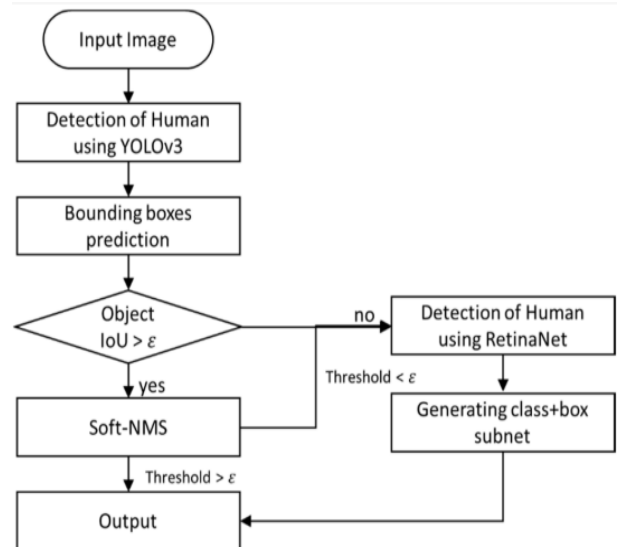 Input Image
Detection of Human
using YOLOv3
Bounding boxes
prediction
Object
IoU > ε
no
Detection of Human
using RetinaNet
yes
Threshold < ε
Soft-NMS
Generating class+box
subnet
Threshold > ε
Output